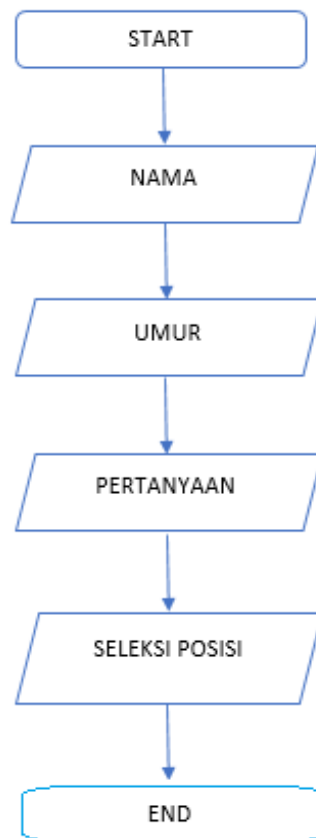 START
NAMA
UMUR
PERTANYAAN
SELEKSI POSISI
END